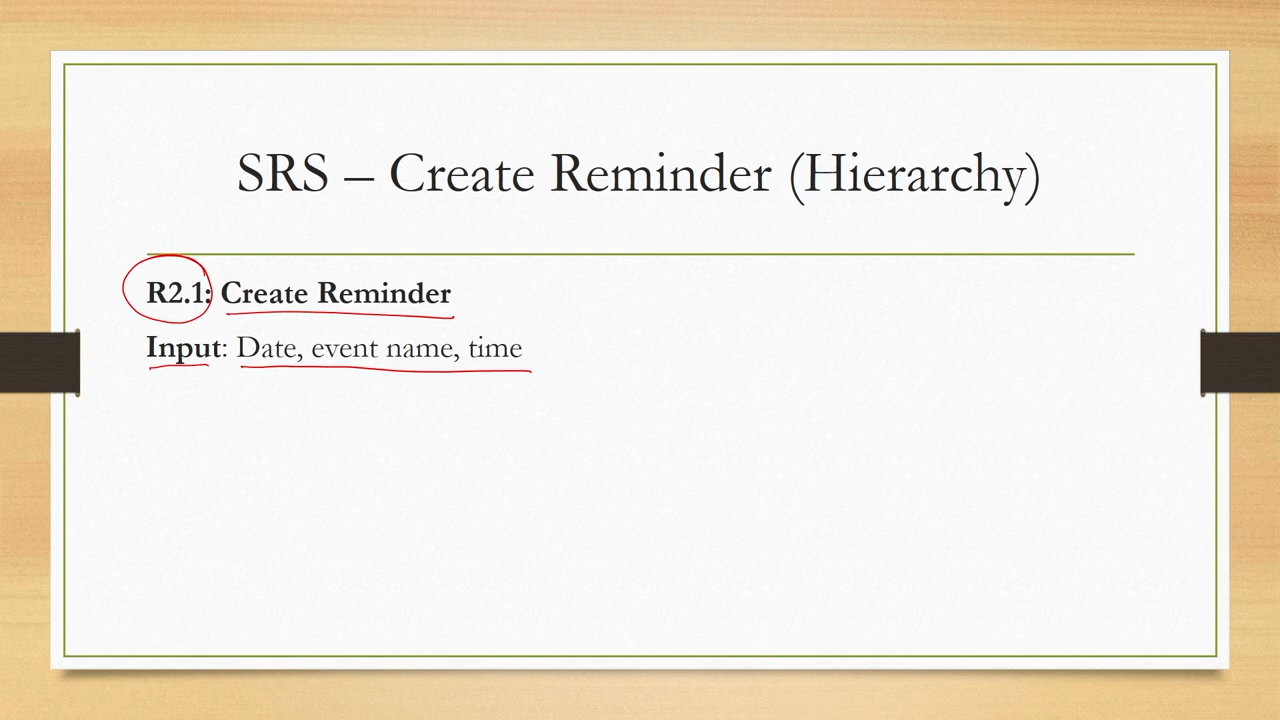 SRS – Create Reminder (Hierarchy)
R2.1: Create Reminder
Input: Date, event name, time